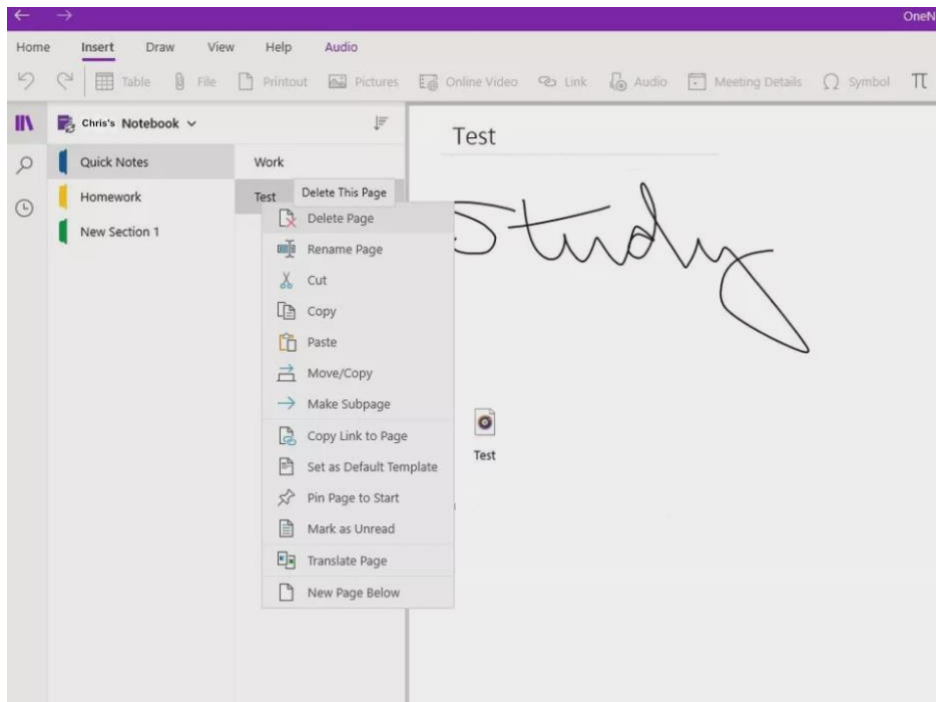 OneN
Home Insert Draw View Help Audio
Table File Printout Pictures Online Video Link Audio Meeting Details Symbol π
Chris's Notebook
Quick Notes
Homework
New Section 1
Work
Test
Delete This Page
Delete Page
Rename Page
Cut
Copy
Paste
Move/Copy
Make Subpage
Copy Link to Page
Set as Default Template
Pin Page to Start
Mark as Unread
Translate Page
New Page Below
Test
Study
Test